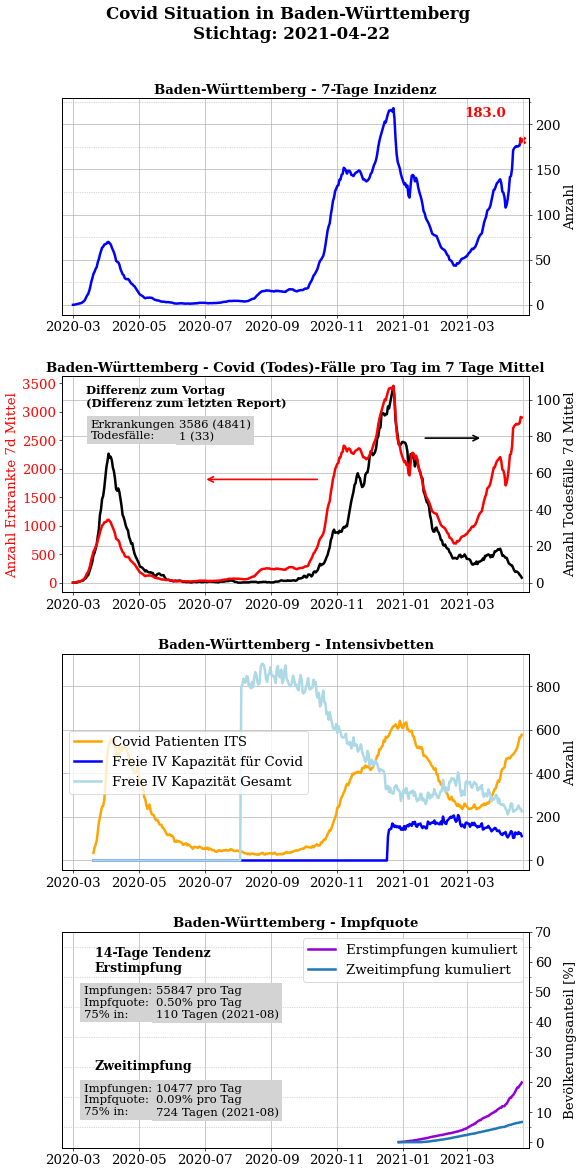 Covid Situation in Baden-Württemberg
Stichtag: 2021-04-22
Baden-Württemberg - 7-Tage Inzidenz
183.0
200
150
100
50
0
Anzahl
2020-03 2020-05 2020-07 2020-09 2020-11 2021-01 2021-03
Baden-Württemberg - Covid (Todes)-Fälle pro Tag im 7 Tage Mittel
Differenz zum Vortag
(Differenz zum letzten Report)
Erkrankungen 3586 (4841)
Todesfälle: 1 (33)
3500
3000
2500
2000
1500
1000
500
0
Anzahl Erkrankte 7d Mittel
100
80
60
40
20
0
Anzahl Todesfälle 7d Mittel
2020-03 2020-05 2020-07 2020-09 2020-11 2021-01 2021-03
Baden-Württemberg - Intensivbetten
Covid Patienten ITS
Freie IV Kapazität für Covid
Freie IV Kapazität Gesamt
800
600
400
200
0
Anzahl
2020-03 2020-05 2020-07 2020-09 2020-11 2021-01 2021-03
Baden-Württemberg - Impfquote
14-Tage Tendenz
Erstimpfung
Impfungen: 55847 pro Tag
Impfquote: 0.50% pro Tag
75% in: 110 Tagen (2021-08)
Zweitimpfung
Impfungen: 10477 pro Tag
Impfquote: 0.09% pro Tag
75% in: 724 Tagen (2021-08)
Erstimpfungen kumuliert
Zweitimpfung kumuliert
70
60
50
40
30
20
10
0
Bevölkerungsanteil [%]
2020-03 2020-05 2020-07 2020-09 2020-11 2021-01 2021-03